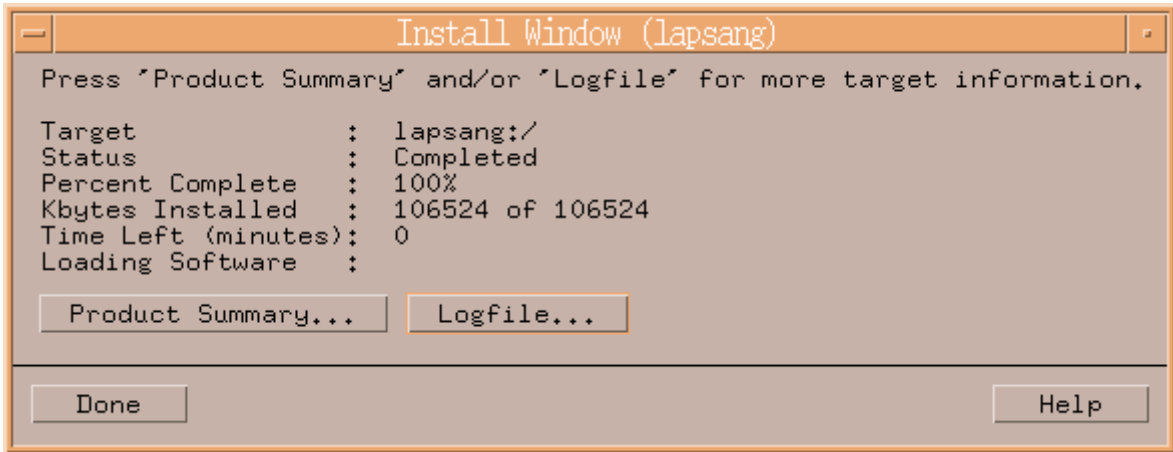 Install Window (lapsang)
Press ´Product Summary´ and/or ´Logfile´ for more target information.
Target : lapsang:/
Status : Completed
Percent Complete : 100%
Kbytes Installed : 106524 of 106524
Time Left (minutes): 0
Loading Software :
Product Summary... Logfile...
Done Help